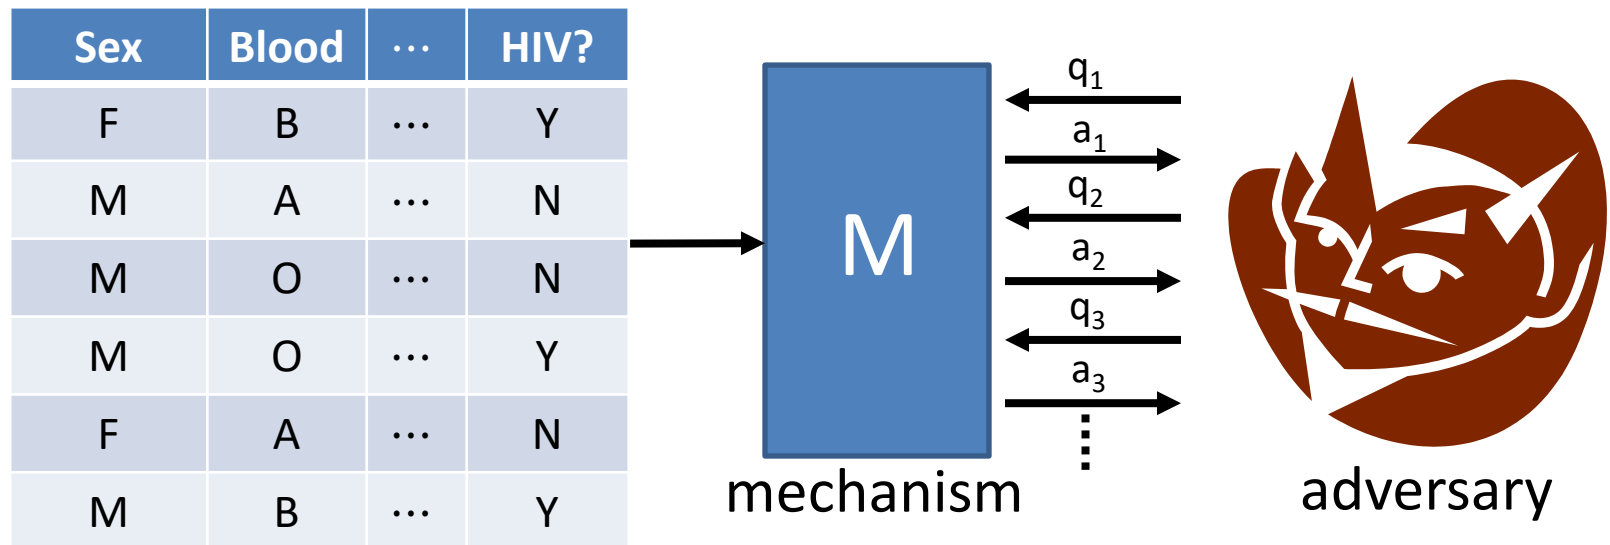 Sex Blood ... HIV?
F B ... Y
M A ... N
M O ... N
M O ... Y
F A ... N
M B ... Y
M
mechanism
q1
a1
q2
a2
q3
a3
adversary